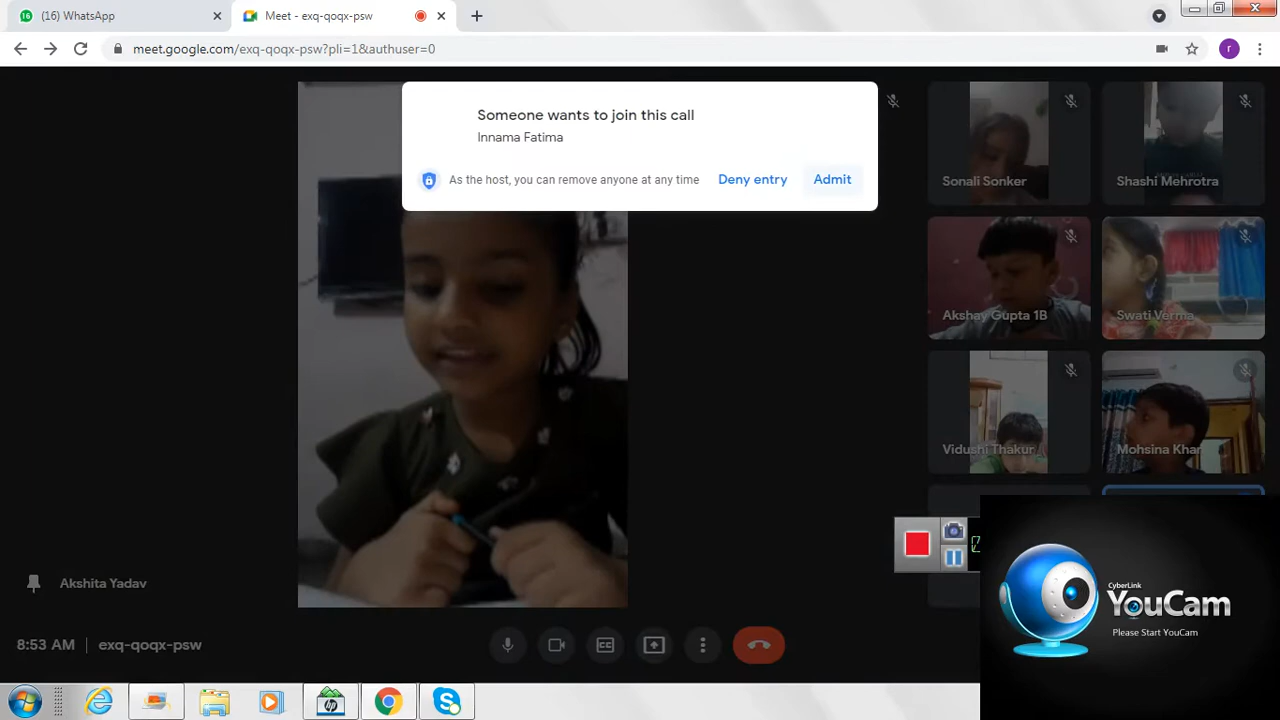 (16) WhatsApp
Meet - exq-qoqx-psw
meet.google.com/exq-qoqx-psw?pli=1&authuser=0
r
Someone wants to join this call
Innama Fatima
As the host, you can remove anyone at any time
Deny entry
Admit
Sonali Sonker
Shashi Mehrotra
Akshay Gupta 1B
Swati Verma
Vidushi Thakur
Mohsina Khan
Akshita Yadav
8:53 AM
exq-qoqx-psw
CyberLink
YouCam
Please Start YouCam
hp